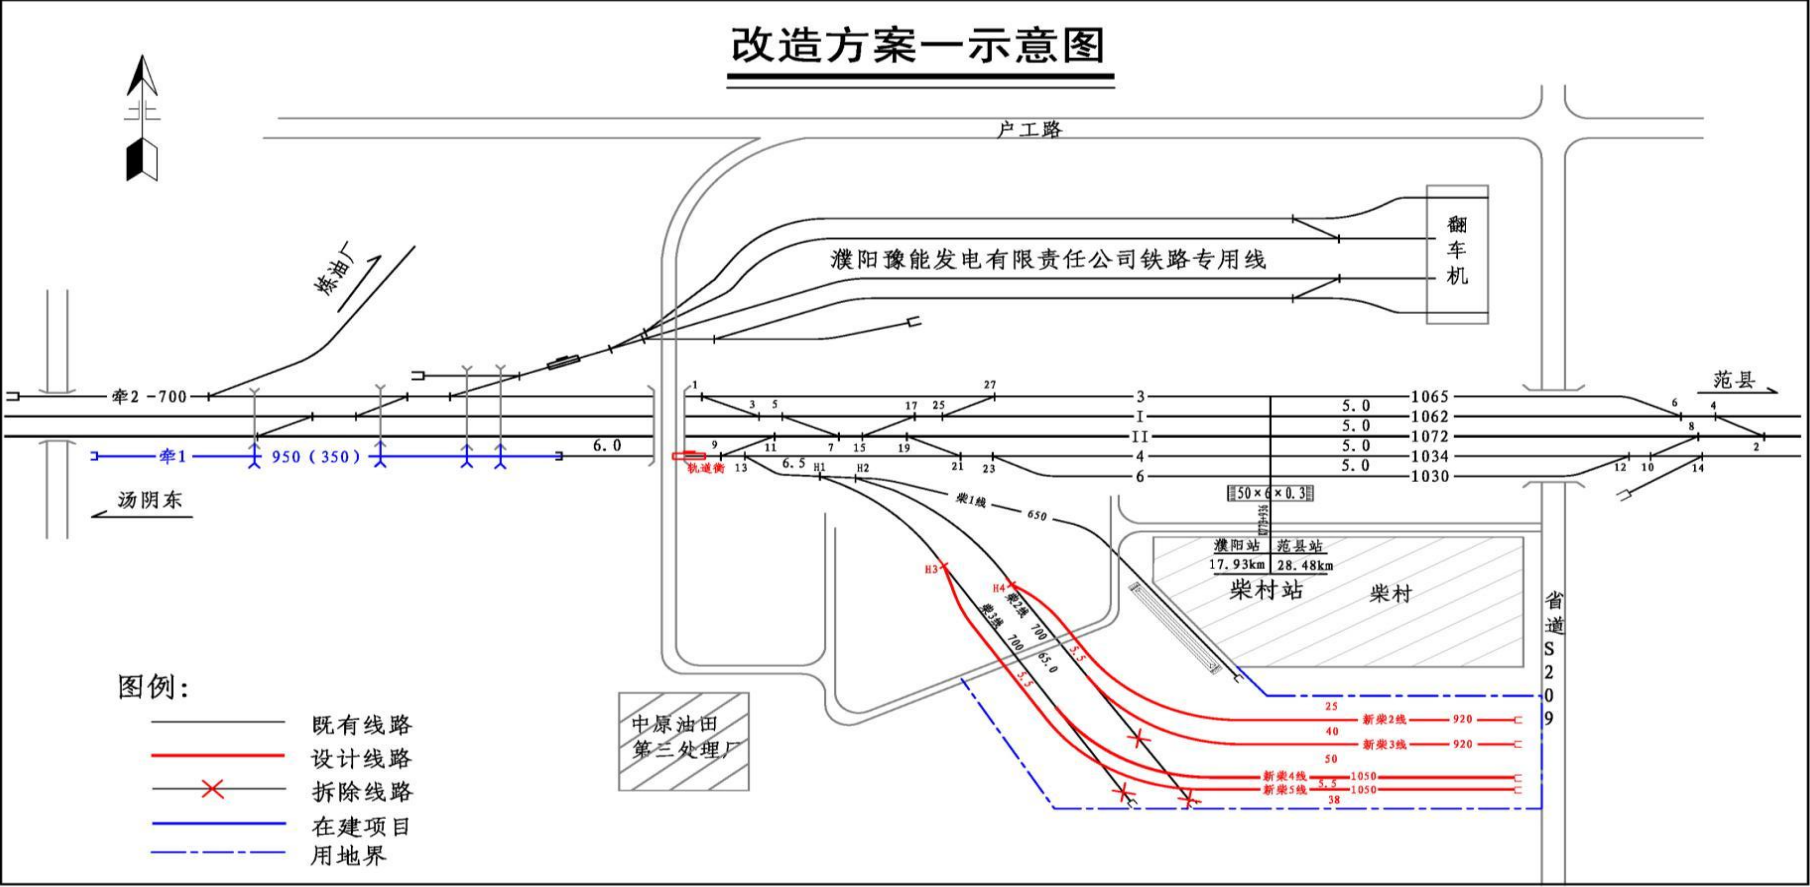 改造方案一示意图
户工路
翻车机
濮阳豫能发电有限责任公司铁路专用线
炼油厂
范县
牵2 -700
1
27
3
1065
6
4
3
5
17
25
I
5.0
1062
8
5.0
II
1072
2
牵1
950（350）
6.0
9
11
7
15
19
4
5.0
1034
轨道衡
13
6.5
H1
H2
21
23
6
5.0
1030
12
10
14
汤阴东
柴1线
650
50×6×0.3
K770+936
濮阳站
范县站
17.93km
28.48km
柴村站
柴村
H3
H4
柴2线
700
柴3线
700
65.0
5.5
5.5
省道S209
25
新柴2线
920
40
新柴3线
920
50
新柴4线
1050
5.5
新柴5线
1050
38
中原油田
第三处理厂
图例:
既有线路
设计线路
拆除线路
在建项目
用地界